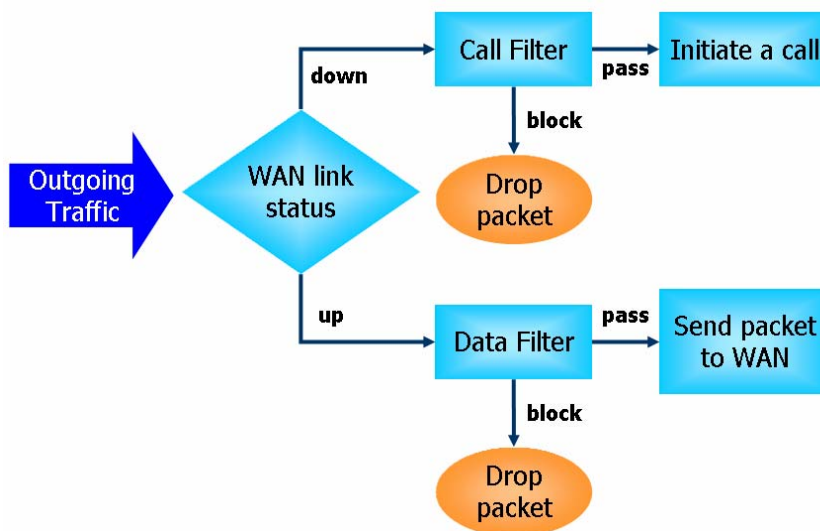 Outgoing
Traffic
WAN link
status
down
Call Filter
pass
Initiate a call
block
Drop
packet
up
Data Filter
pass
Send packet
to WAN
block
Drop
packet